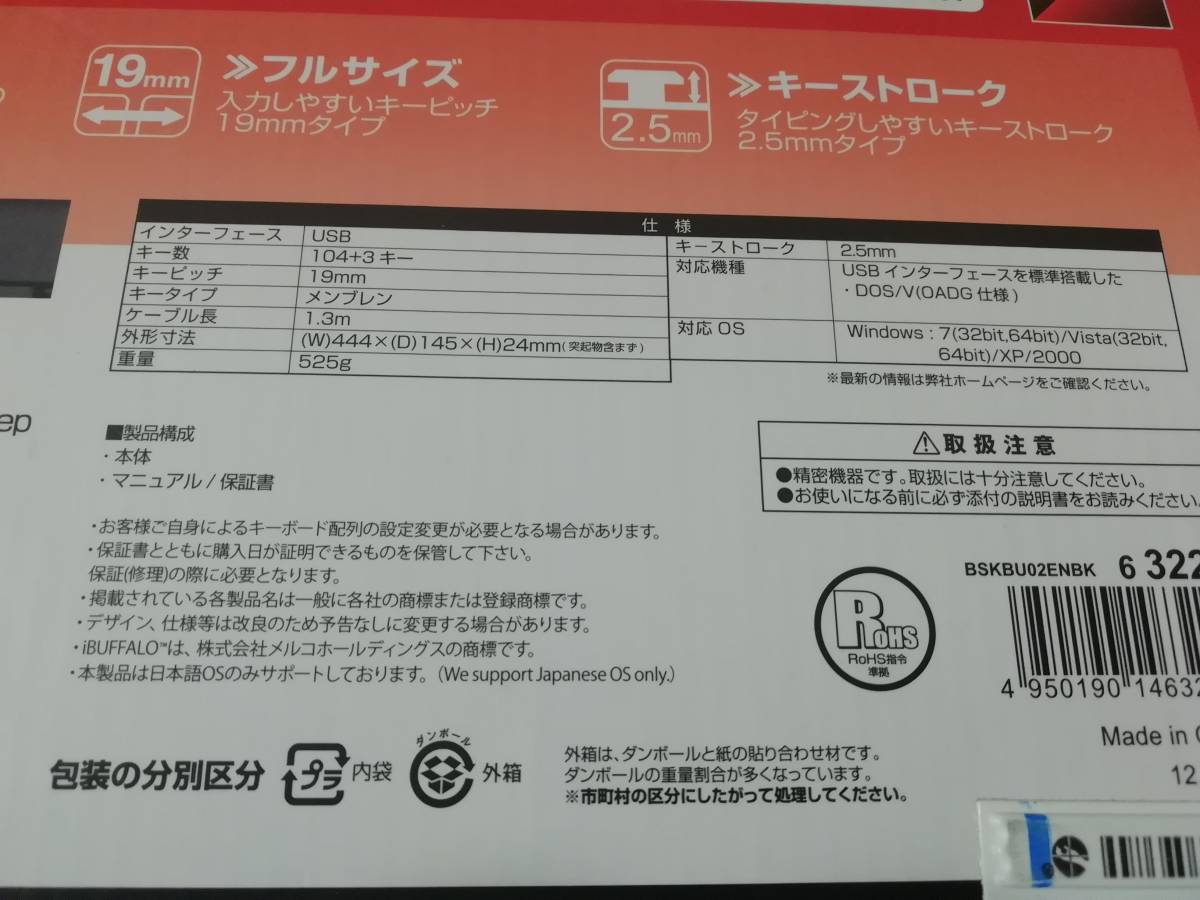 19mm
≫フルサイズ
入力しやすいキーピッチ
19mmタイプ
2.5mm
≫キーストローク
タイピングしやすいキーストローク
2.5mmタイプ
仕 様
インターフェース USB
キー数 104+3キー
キーピッチ 19mm
キータイプ メンブレン
ケーブル長 1.3m
外形寸法 (W)444×(D)145×(H)24mm(突起物含まず)
重量 525g
キーストローク 2.5mm
対応機種 USBインターフェースを標準搭載した
・DOS/V(OADG仕様)
対応OS Windows：7(32bit,64bit)/Vista(32bit,
64bit)/XP/2000
※最新の情報は弊社ホームページをご確認ください。
ep
■製品構成
・本体
・マニュアル/保証書
⚠取扱注意
●精密機器です。取扱には十分注意してください。
●お使いになる前に必ず添付の説明書をお読みください
・お客様ご自身によるキーボード配列の設定変更が必要となる場合があります。
・保証書とともに購入日が証明できるものを保管して下さい。
保証(修理)の際に必要となります。
・掲載されている各製品名は一般に各社の商標または登録商標です。
・デザイン、仕様等は改良のため予告なしに変更する場合があります。
・iBUFFALO™は、株式会社メルコホールディングスの商標です。
・本製品は日本語OSのみサポートしております。（We support Japanese OS only.）
RoHS
RoHS指令
準拠
BSKBU02ENBK 6 322
4 950190 14632
Made in
12
包装の分別区分
プラ 内袋
ダンボール
外箱
外箱は、ダンボールと紙の貼り合わせ材です。
ダンボールの重量割合が多くなっています。
※市町村の区分にしたがって処理してください。